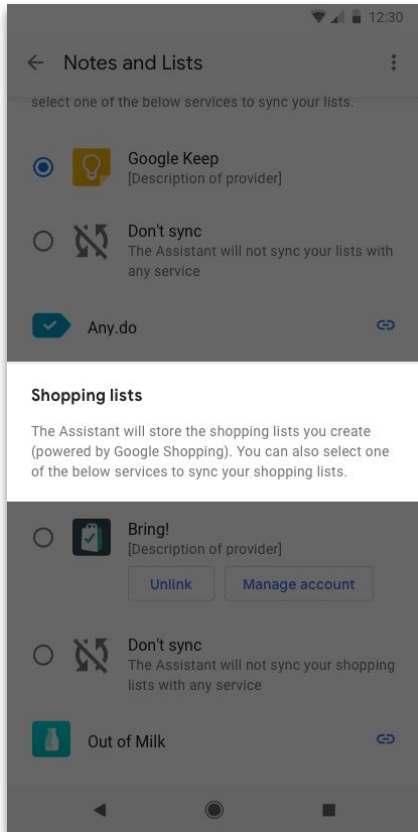 12:30
Notes and Lists
select one of the below services to sync your lists.
Google Keep
[Description of provider]
Don't sync
The Assistant will not sync your lists with
any service
Any.do
Shopping lists
The Assistant will store the shopping lists you create
(powered by Google Shopping). You can also select one
of the below services to sync your shopping lists.
Bring!
[Description of provider]
Unlink Manage account
Don't sync
The Assistant will not sync your shopping
lists with any service
Out of Milk